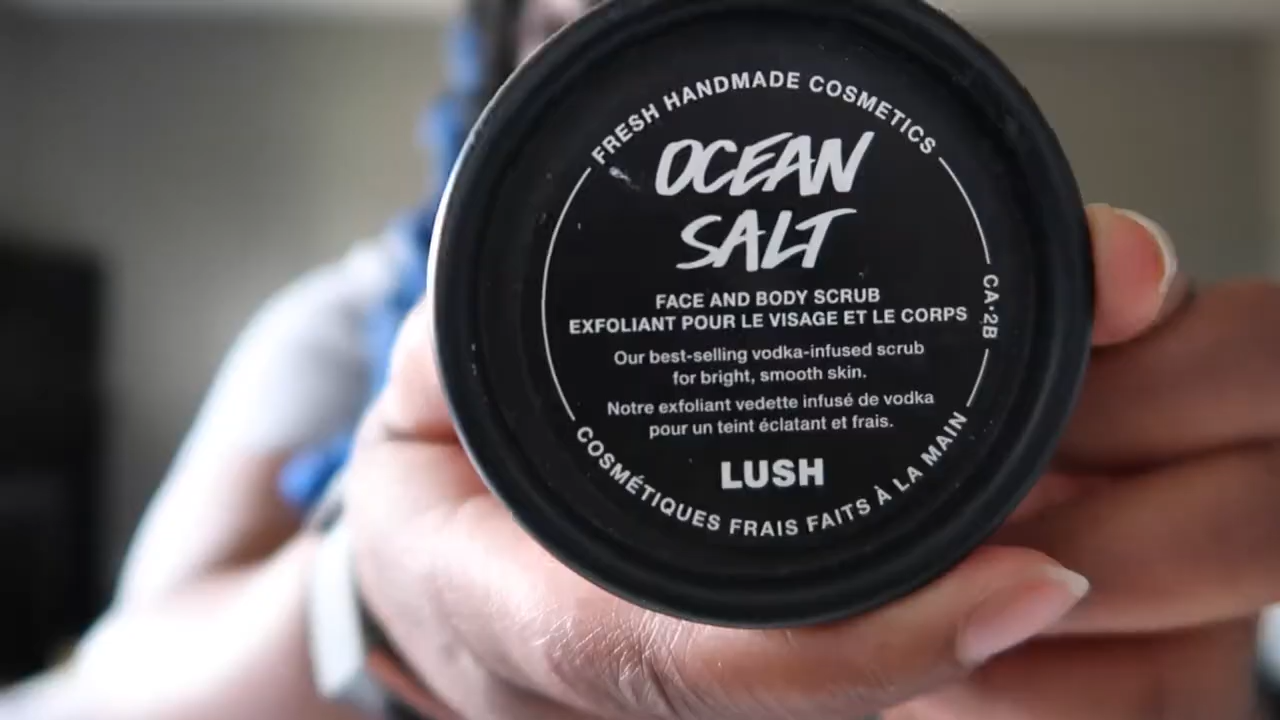 FRESH HANDMADE COSMETICS
OCEAN
SALT
FACE AND BODY SCRUB
EXFOLIANT POUR LE VISAGE ET LE CORPS
CA•2B
Our best-selling vodka-infused scrub
for bright, smooth skin.
Notre exfoliant vedette infusé de vodka
pour un teint éclatant et frais.
LUSH
COSMÉTIQUES FRAIS FAITS À LA MAIN